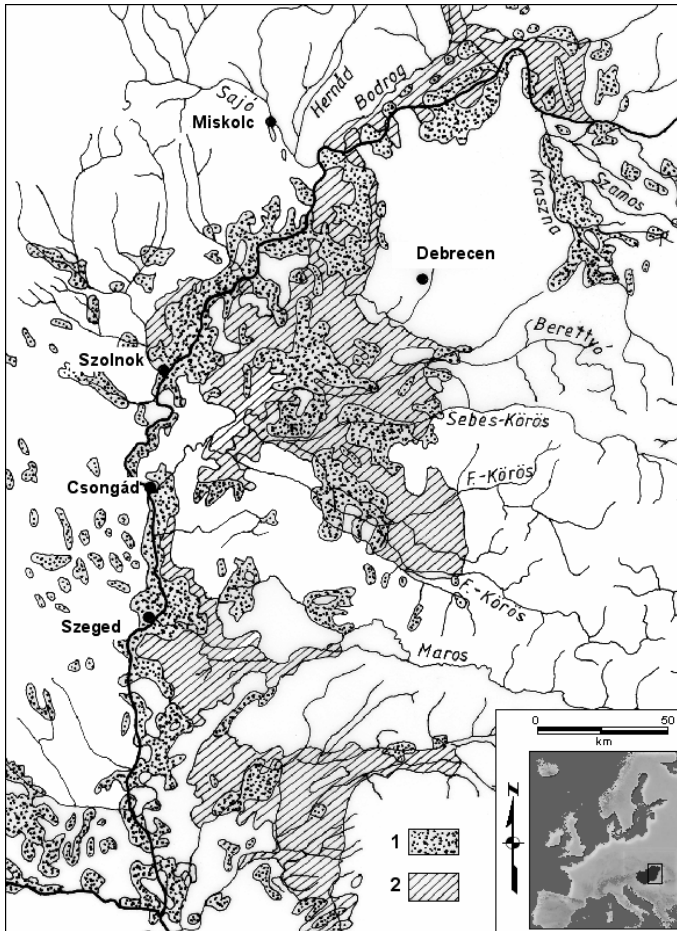 Sajó
Hernád
Bodrog
Miskolc
Kraszna
Szamos
Debrecen
Berettyó
Szolnok
Sebes-Körös
F.-Körös
Csongád
F.-Körös
Szeged
Maros
0 50
km
N
1
2